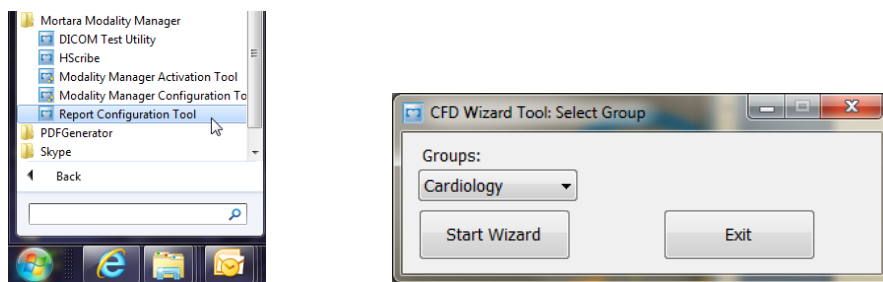 Mortara Modality Manager
DICOM Test Utility
HScribe
Modality Manager Activation Tool
Modality Manager Configuration To
Report Configuration Tool
PDFGenerator
Skype
Back
CFD Wizard Tool: Select Group
Groups:
Cardiology
Start Wizard
Exit